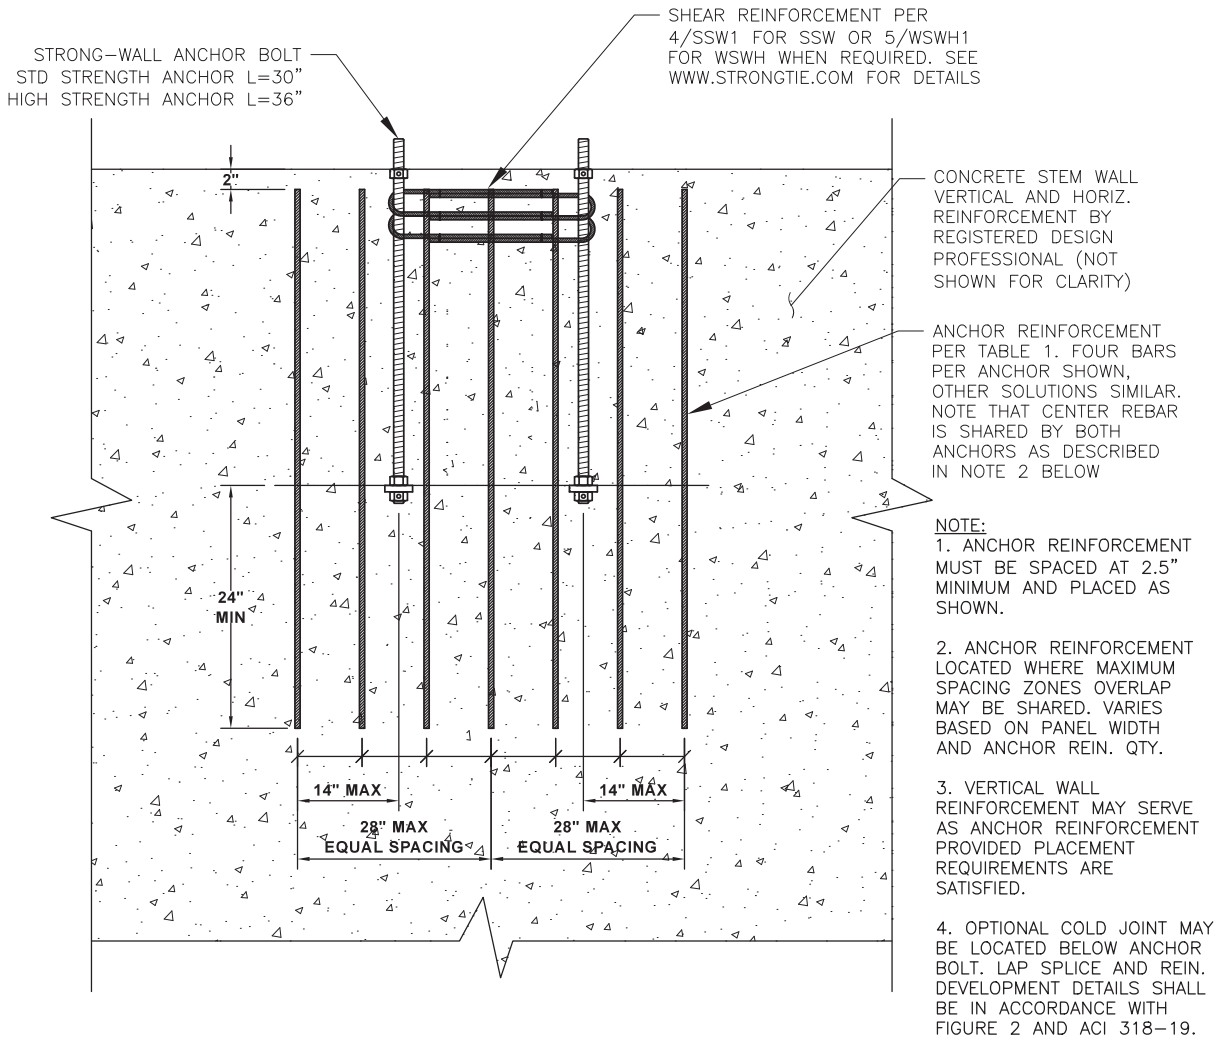 SHEAR REINFORCEMENT PER
4/SSW1 FOR SSW OR 5/WSWH1
FOR WSWH WHEN REQUIRED. SEE
WWW.STRONGTIE.COM FOR DETAILS
STRONG-WALL ANCHOR BOLT
STD STRENGTH ANCHOR L=30"
HIGH STRENGTH ANCHOR L=36"
2"
CONCRETE STEM WALL
VERTICAL AND HORIZ.
REINFORCEMENT BY
REGISTERED DESIGN
PROFESSIONAL (NOT
SHOWN FOR CLARITY)
ANCHOR REINFORCEMENT
PER TABLE 1. FOUR BARS
PER ANCHOR SHOWN,
OTHER SOLUTIONS SIMILAR.
NOTE THAT CENTER REBAR
IS SHARED BY BOTH
ANCHORS AS DESCRIBED
IN NOTE 2 BELOW
24"
MIN
14" MAX
14" MAX
28" MAX
EQUAL SPACING
28" MAX
EQUAL SPACING
NOTE:
1. ANCHOR REINFORCEMENT
MUST BE SPACED AT 2.5"
MINIMUM AND PLACED AS
SHOWN.
2. ANCHOR REINFORCEMENT
LOCATED WHERE MAXIMUM
SPACING ZONES OVERLAP
MAY BE SHARED. VARIES
BASED ON PANEL WIDTH
AND ANCHOR REIN. QTY.
3. VERTICAL WALL
REINFORCEMENT MAY SERVE
AS ANCHOR REINFORCEMENT
PROVIDED PLACEMENT
REQUIREMENTS ARE
SATISFIED.
4. OPTIONAL COLD JOINT MAY
BE LOCATED BELOW ANCHOR
BOLT. LAP SPLICE AND REIN.
DEVELOPMENT DETAILS SHALL
BE IN ACCORDANCE WITH
FIGURE 2 AND ACI 318-19.